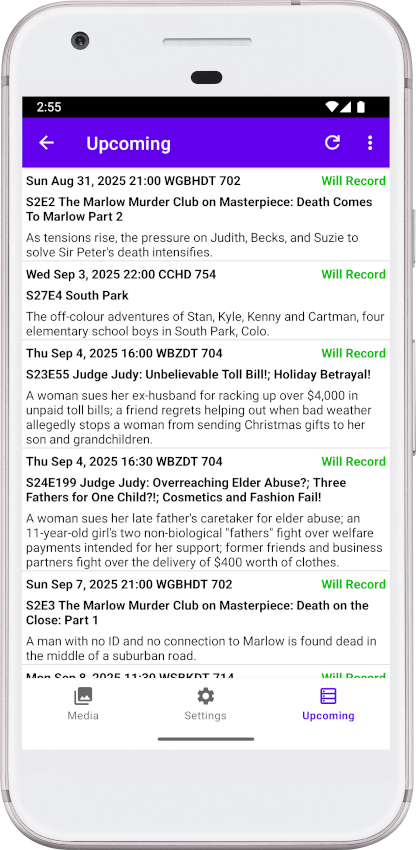 2:55
Upcoming
Sun Aug 31, 2025 21:00 WGBHDT 702 Will Record
S2E2 The Marlow Murder Club on Masterpiece: Death Comes
To Marlow Part 2
As tensions rise, the pressure on Judith, Becks, and Suzie to
solve Sir Peter's death intensifies.
Wed Sep 3, 2025 22:00 CCHD 754 Will Record
S27E4 South Park
The off-colour adventures of Stan, Kyle, Kenny and Cartman, four
elementary school boys in South Park, Colo.
Thu Sep 4, 2025 16:00 WBZDT 704 Will Record
S23E55 Judge Judy: Unbelievable Toll Bill!; Holiday Betrayal!
A woman sues her ex-husband for racking up over $4,000 in
unpaid toll bills; a friend regrets helping out when bad weather
allegedly stops a woman from sending Christmas gifts to her
son and grandchildren.
Thu Sep 4, 2025 16:30 WBZDT 704 Will Record
S24E199 Judge Judy: Overreaching Elder Abuse?; Three
Fathers for One Child?!; Cosmetics and Fashion Fail!
A woman sues her late father's caretaker for elder abuse; an
11-year-old girl's two non-biological "fathers" fight over welfare
payments intended for her support; former friends and business
partners fight over the delivery of $400 worth of clothes.
Sun Sep 7, 2025 21:00 WGBHDT 702 Will Record
S2E3 The Marlow Murder Club on Masterpiece: Death on the
Close: Part 1
A man with no ID and no connection to Marlow is found dead in
the middle of a suburban road.
Mon Sep 8, 2025 11:30 WSBKDT 714 Will Record
Media
Settings
Upcoming